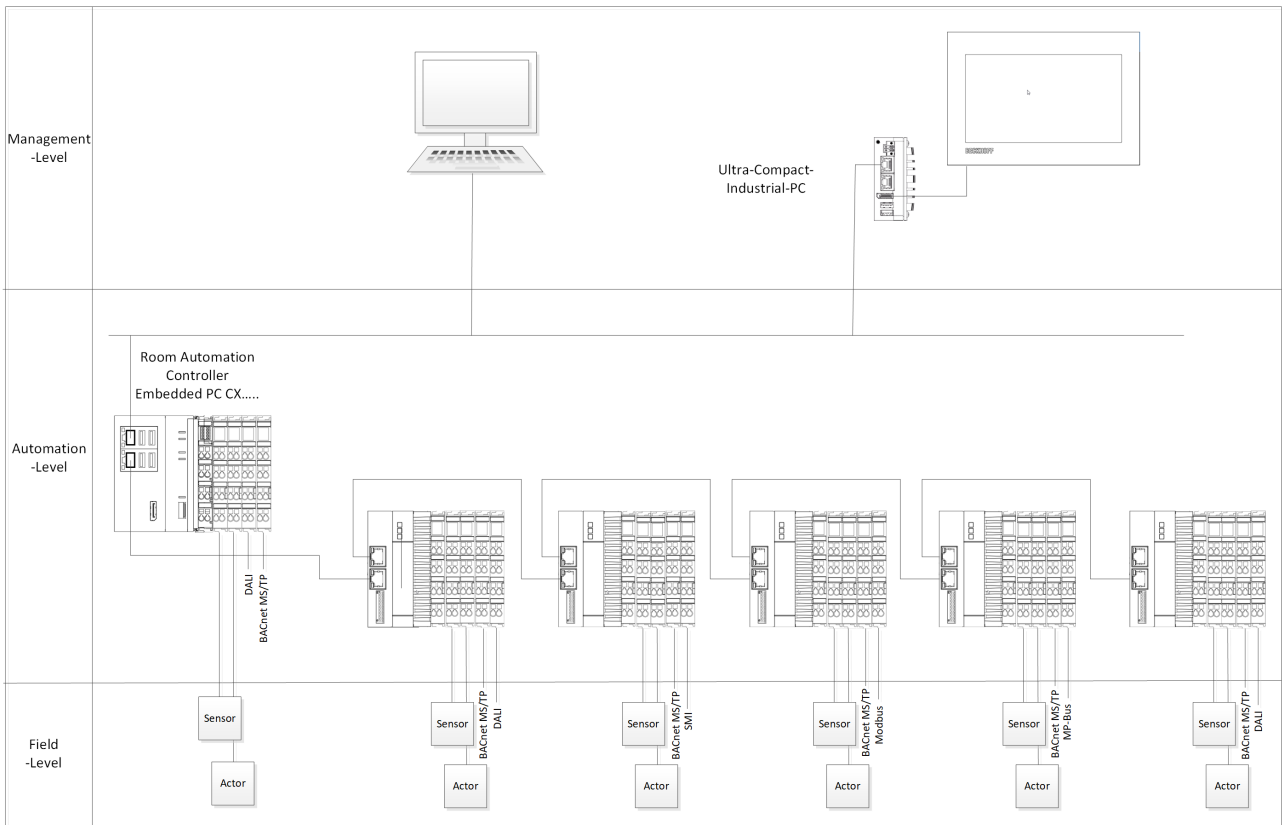 Management
-Level
Ultra-Compact-
Industrial-PC
BECKHOFF
Room Automation
Controller
Embedded PC CX.....
Automation
-Level
DALI
BACnet MS/TP
Field
-Level
Sensor
Actor
Sensor
Actor
BACnet MS/TP
DALI
Sensor
Actor
BACnet MS/TP
SMI
Sensor
Actor
BACnet MS/TP
Modbus
Sensor
Actor
BACnet MS/TP
MP-Bus
Sensor
Actor
BACnet MS/TP
DALI